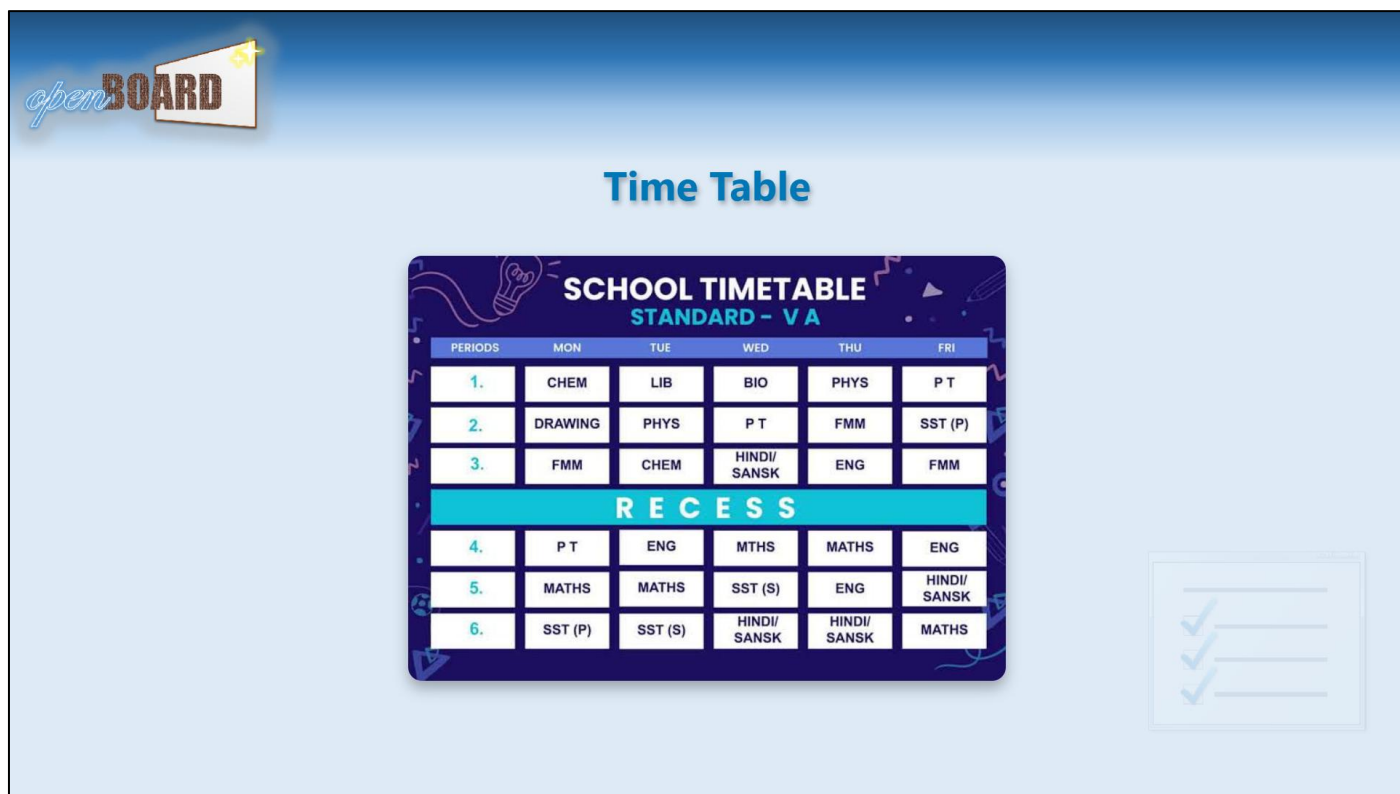 openBOARD
Time Table
SCHOOL TIMETABLE
STANDARD - V A
PERIODS MON TUE WED THU FRI
1. CHEM LIB BIO PHYS P T
2. DRAWING PHYS P T FMM SST (P)
3. FMM CHEM HINDI/ SANSK ENG FMM
RECESS
4. P T ENG MTHS MATHS ENG
5. MATHS MATHS SST (S) ENG HINDI/ SANSK
6. SST (P) SST (S) HINDI/ SANSK HINDI/ SANSK MATHS